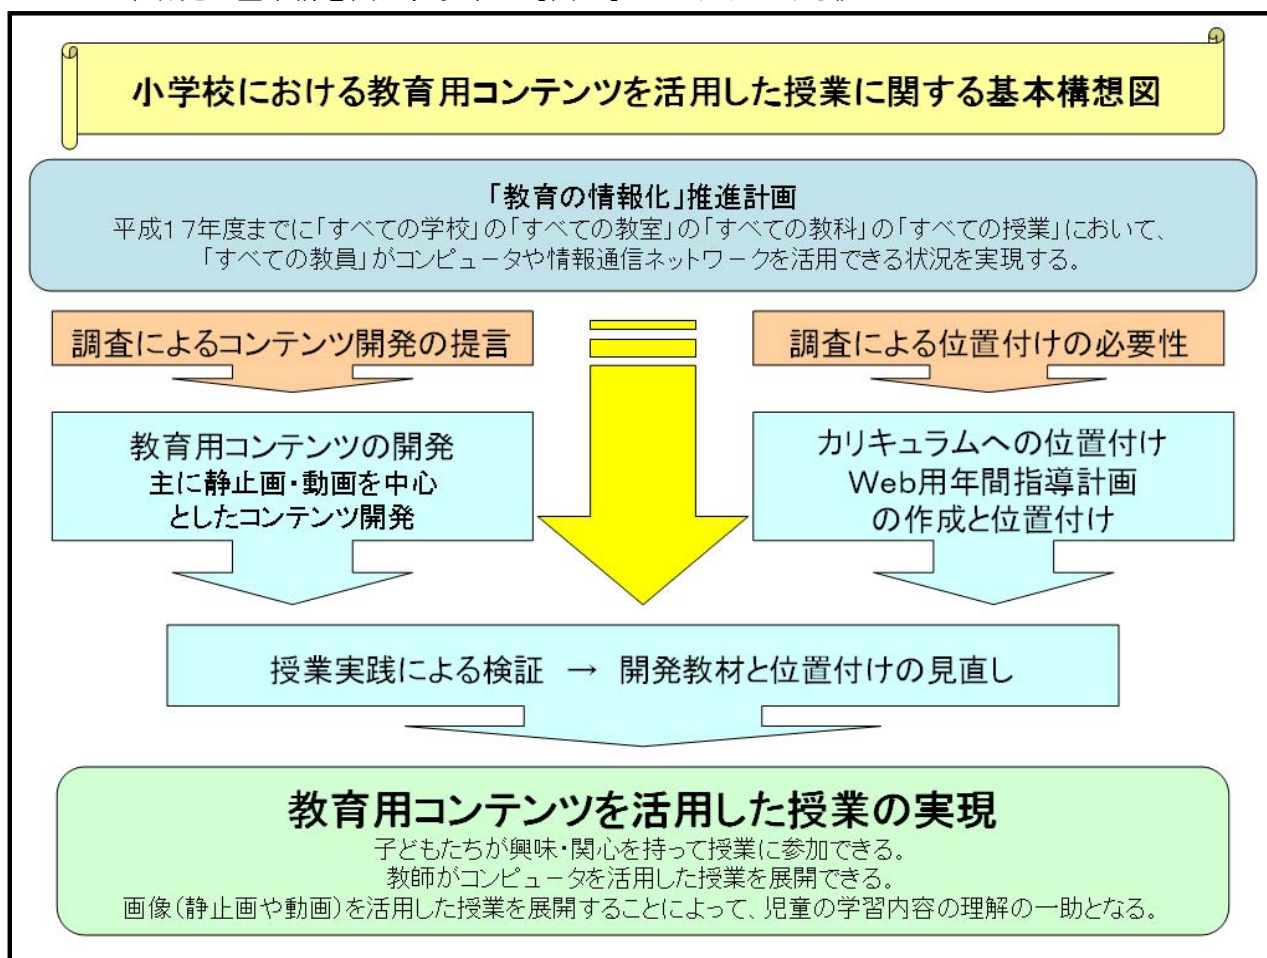 小学校における教育用コンテンツを活用した授業に関する基本構想図
「教育の情報化」推進計画
平成17年度までに「すべての学校」の「すべての教室」の「すべての教科」の「すべての授業」において、
「すべての教員」がコンピュータや情報通信ネットワークを活用できる状況を実現する。
調査によるコンテンツ開発の提言
調査による位置付けの必要性
教育用コンテンツの開発
主に静止画・動画を中心
としたコンテンツ開発
カリキュラムへの位置付け
Web用年間指導計画
の作成と位置付け
授業実践による検証 → 開発教材と位置付けの見直し
教育用コンテンツを活用した授業の実現
子どもたちが興味・関心を持って授業に参加できる。
教師がコンピュータを活用した授業を展開できる。
画像(静止画や動画)を活用した授業を展開することによって、児童の学習内容の理解の一助となる。